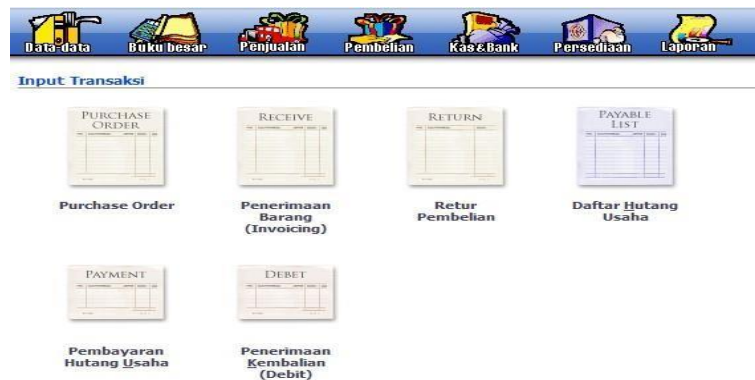 Data-data Buku besar Penjualan Pembelian Kas&Bank Persediaan Laporan
Input Transaksi
PURCHASE
ORDER
RECEIVE
RETURN
PAYABLE
LIST
Purchase Order
Penerimaan
Barang
(Invoicing)
Retur
Pembelian
Daftar Hutang
Usaha
PAYMENT
DEBET
Pembayaran
Hutang Usaha
Penerimaan
Kembalian
(Debit)